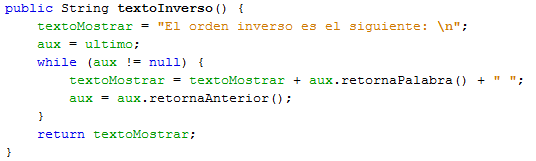 public String textoInverso() {
    textoMostrar = "El orden inverso es el siguiente: \n";
    aux = ultimo;
    while (aux != null) {
        textoMostrar = textoMostrar + aux.retornaPalabra() + " ";
        aux = aux.retornaAnterior();
    }
    return textoMostrar;
}